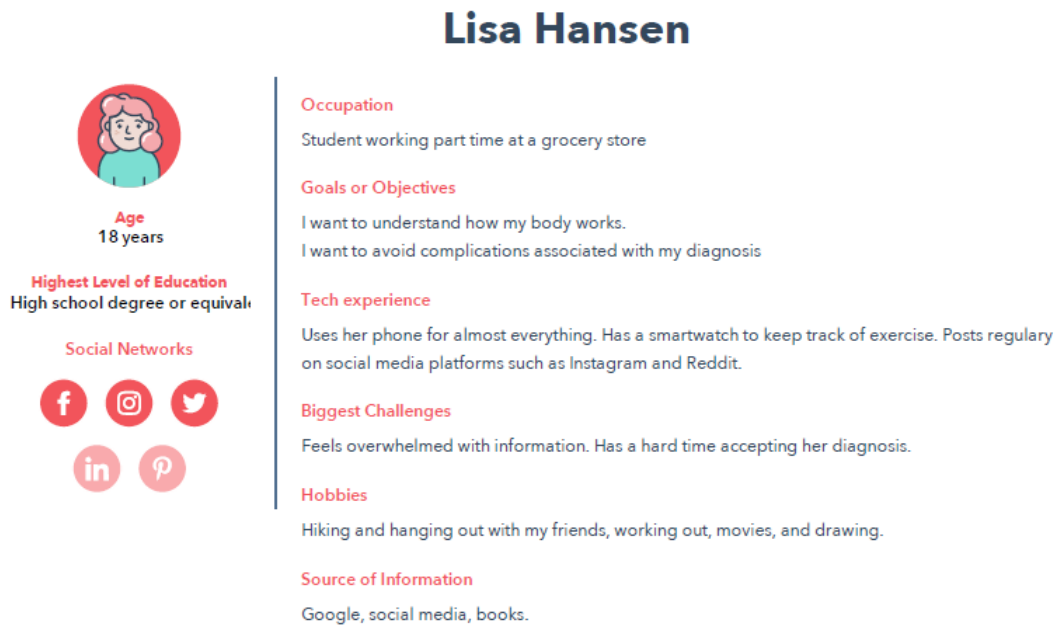 Lisa Hansen
Age
18 years
Highest Level of Education
High school degree or equivale
Social Networks
f
in
Occupation
Student working part time at a grocery store
Goals or Objectives
I want to understand how my body works.
I want to avoid complications associated with my diagnosis
Tech experience
Uses her phone for almost everything. Has a smartwatch to keep track of exercise. Posts regulary
on social media platforms such as Instagram and Reddit.
Biggest Challenges
Feels overwhelmed with information. Has a hard time accepting her diagnosis.
Hobbies
Hiking and hanging out with my friends, working out, movies, and drawing.
Source of Information
Google, social media, books.